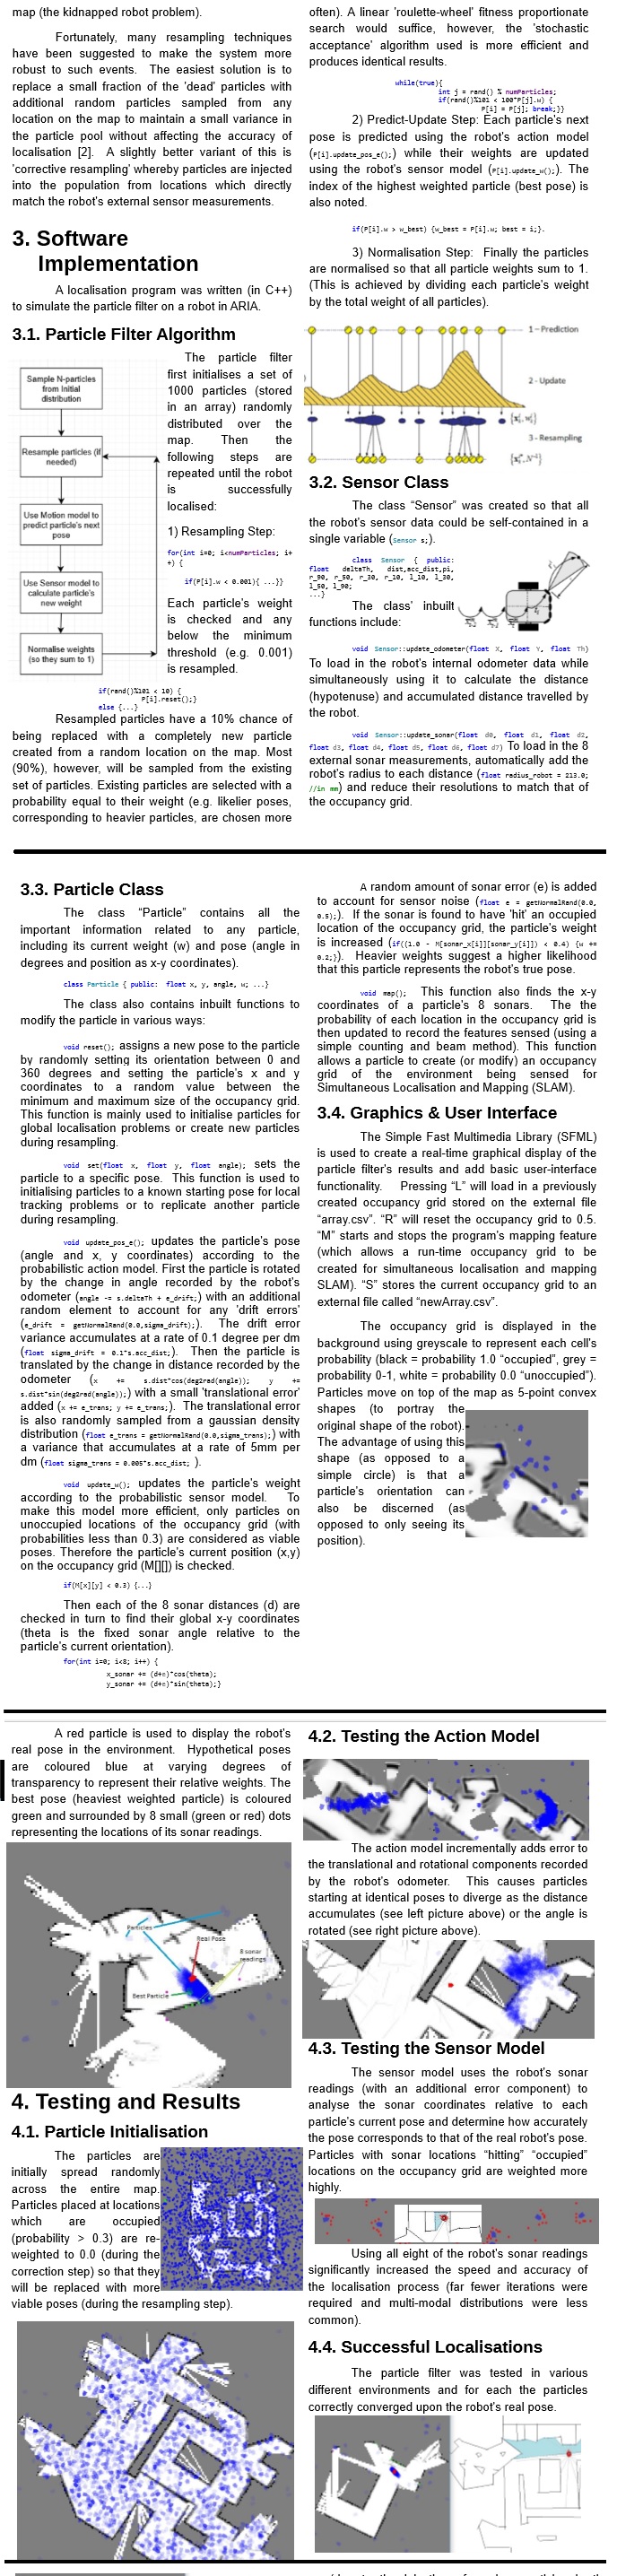 map (the kidnapped robot problem).
Fortunately, many resampling techniques
have been suggested to make the system more
robust to such events. The easiest solution is to
replace a small fraction of the 'dead' particles with
additional random particles sampled from any
location on the map to maintain a small variance in
the particle pool without affecting the accuracy of
localisation [2]. A slightly better variant of this is
'corrective resampling' whereby particles are injected
into the population from locations which directly
match the robot's external sensor measurements.
3. Software
Implementation
A localisation program was written (in C++)
to simulate the particle filter on a robot in ARIA.
3.1. Particle Filter Algorithm
Sample N-particles
from Initial
distribution
Resample particles (if
needed)
Use Motion model to
predict particle's next
pose
Use Sensor model to
calculate particle's
new weight
Normalise weights
(so they sum to 1)
The particle filter
first initialises a set of
1000 particles (stored
in an array) randomly
distributed over the
map. Then the
following steps are
repeated until the robot
is successfully
localised:
1) Resampling Step:
for(int i=0; i<numParticles; i+
+) {
if(P[i].w < 0.001){ ...}}
Each particle's weight
is checked and any
below the minimum
threshold (e.g. 0.001)
is resampled.
if(rand()%101 < 10) {
P[i].reset();}
else {...}
Resampled particles have a 10% chance of
being replaced with a completely new particle
created from a random location on the map. Most
(90%), however, will be sampled from the existing
set of particles. Existing particles are selected with a
probability equal to their weight (e.g. likelier poses,
corresponding to heavier particles, are chosen more
often). A linear 'roulette-wheel' fitness proportionate
search would suffice, however, the 'stochastic
acceptance' algorithm used is more efficient and
produces identical results.
while(true){
int j = rand() % numParticles;
if(rand()%101 < 100*P[j].w) {
P[i] = P[j]; break;}}
2) Predict-Update Step: Each particle's next
pose is predicted using the robot's action model
(P[i].update_pos_e();) while their weights are updated
using the robot's sensor model (P[i].update_w();). The
index of the highest weighted particle (best pose) is
also noted.
if(P[i].w > w_best) {w_best = P[i].w; best = i;}.
3) Normalisation Step: Finally the particles
are normalised so that all particle weights sum to 1.
(This is achieved by dividing each particle's weight
by the total weight of all particles).
1 – Prediction
2 - Update
3 - Resampling
3.2. Sensor Class
The class “Sensor” was created so that all
the robot's sensor data could be self-contained in a
single variable (Sensor s;).
class Sensor { public:
float deltaTh, dist,acc_dist,pi,
r_90, r_50, r_30, r_10, l_10, l_30,
l_50, l_90;
...}
The class' inbuilt
functions include:
void Sensor::update_odometer(float X, float Y, float Th)
To load in the robot's internal odometer data while
simultaneously using it to calculate the distance
(hypotenuse) and accumulated distance travelled by
the robot.
void Sensor::update_sonar(float d0, float d1, float d2,
float d3, float d4, float d5, float d6, float d7) To load in the 8
external sonar measurements, automatically add the
robot's radius to each distance (float radius_robot = 213.0;
//in mm) and reduce their resolutions to match that of
the occupancy grid.
3.3. Particle Class
The class “Particle” contains all the
important information related to any particle,
including its current weight (w) and pose (angle in
degrees and position as x-y coordinates).
class Particle { public: float x, y, angle, w; ...}
The class also contains inbuilt functions to
modify the particle in various ways:
void reset(); assigns a new pose to the particle
by randomly setting its orientation between 0 and
360 degrees and setting the particle's x and y
coordinates to a random value between the
minimum and maximum size of the occupancy grid.
This function is mainly used to initialise particles for
global localisation problems or create new particles
during resampling.
void set(float x, float y, float angle); sets the
particle to a specific pose. This function is used to
initialising particles to a known starting pose for local
tracking problems or to replicate another particle
during resampling.
void update_pos_e(); updates the particle's pose
(angle and x, y coordinates) according to the
probabilistic action model. First the particle is rotated
by the change in angle recorded by the robot's
odometer (angle -= s.deltaTh + e_drift;) with an additional
random element to account for any 'drift errors'
(e_drift = getNormalRand(0.0,sigma_drift);). The drift error
variance accumulates at a rate of 0.1 degree per dm
(float sigma_drift = 0.1*s.acc_dist;). Then the particle is
translated by the change in distance recorded by the
odometer (x += s.dist*cos(deg2rad(angle)); y +=
s.dist*sin(deg2rad(angle));) with a small 'translational error'
added (x += e_trans; y += e_trans;). The translational error
is also randomly sampled from a gaussian density
distribution (float e_trans = getNormalRand(0.0,sigma_trans);) with
a variance that accumulates at a rate of 5mm per
dm (float sigma_trans = 0.005*s.acc_dist; ).
void update_w(); updates the particle's weight
according to the probabilistic sensor model. To
make this model more efficient, only particles on
unoccupied locations of the occupancy grid (with
probabilities less than 0.3) are considered as viable
poses. Therefore the particle's current position (x,y)
on the occupancy grid (M[][]) is checked.
if(M[x][y] < 0.3) {...}
Then each of the 8 sonar distances (d) are
checked in turn to find their global x-y coordinates
(theta is the fixed sonar angle relative to the
particle's current orientation).
for(int i=0; i<8; i++) {
x_sonar += (d+e)*cos(theta);
y_sonar += (d+e)*sin(theta);}
A random amount of sonar error (e) is added
to account for sensor noise (float e = getNormalRand(0.0,
0.5);). If the sonar is found to have 'hit' an occupied
location of the occupancy grid, the particle's weight
is increased (if((1.0 - M[sonar_x[i]][sonar_y[i]]) < 0.4) {w +=
0.2;}). Heavier weights suggest a higher likelihood
that this particle represents the robot's true pose.
void map(); This function also finds the x-y
coordinates of a particle's 8 sonars. The the
probability of each location in the occupancy grid is
then updated to record the features sensed (using a
simple counting and beam method). This function
allows a particle to create (or modify) an occupancy
grid of the environment being sensed for
Simultaneous Localisation and Mapping (SLAM).
3.4. Graphics & User Interface
The Simple Fast Multimedia Library (SFML)
is used to create a real-time graphical display of the
particle filter's results and add basic user-interface
functionality. Pressing “L” will load in a previously
created occupancy grid stored on the external file
“array.csv”. “R” will reset the occupancy grid to 0.5.
“M” starts and stops the program's mapping feature
(which allows a run-time occupancy grid to be
created for simultaneous localisation and mapping
SLAM). “S” stores the current occupancy grid to an
external file called “newArray.csv”.
The occupancy grid is displayed in the
background using greyscale to represent each cell's
probability (black = probability 1.0 “occupied”, grey =
probability 0-1, white = probability 0.0 “unoccupied”).
Particles move on top of the map as 5-point convex
shapes (to portray the
original shape of the robot).
The advantage of using this
shape (as opposed to a
simple circle) is that a
particle's orientation can
also be discerned (as
opposed to only seeing its
position).
A red particle is used to display the robot's
real pose in the environment. Hypothetical poses
are coloured blue at varying degrees of
transparency to represent their relative weights. The
best pose (heaviest weighted particle) is coloured
green and surrounded by 8 small (green or red) dots
representing the locations of its sonar readings.
Particles
Real Pose
8 sonar
readings
Best Particle
4. Testing and Results
4.1. Particle Initialisation
The particles are
initially spread randomly
across the entire map.
Particles placed at locations
which are occupied
(probability > 0.3) are re-
weighted to 0.0 (during the
correction step) so that they
will be replaced with more
viable poses (during the resampling step).
4.2. Testing the Action Model
The action model incrementally adds error to
the translational and rotational components recorded
by the robot's odometer. This causes particles
starting at identical poses to diverge as the distance
accumulates (see left picture above) or the angle is
rotated (see right picture above).
4.3. Testing the Sensor Model
The sensor model uses the robot's sonar
readings (with an additional error component) to
analyse the sonar coordinates relative to each
particle's current pose and determine how accurately
the pose corresponds to that of the real robot's pose.
Particles with sonar locations “hitting” “occupied”
locations on the occupancy grid are weighted more
highly.
Using all eight of the robot's sonar readings
significantly increased the speed and accuracy of
the localisation process (far fewer iterations were
required and multi-modal distributions were less
common).
4.4. Successful Localisations
The particle filter was tested in various
different environments and for each the particles
correctly converged upon the robot's real pose.